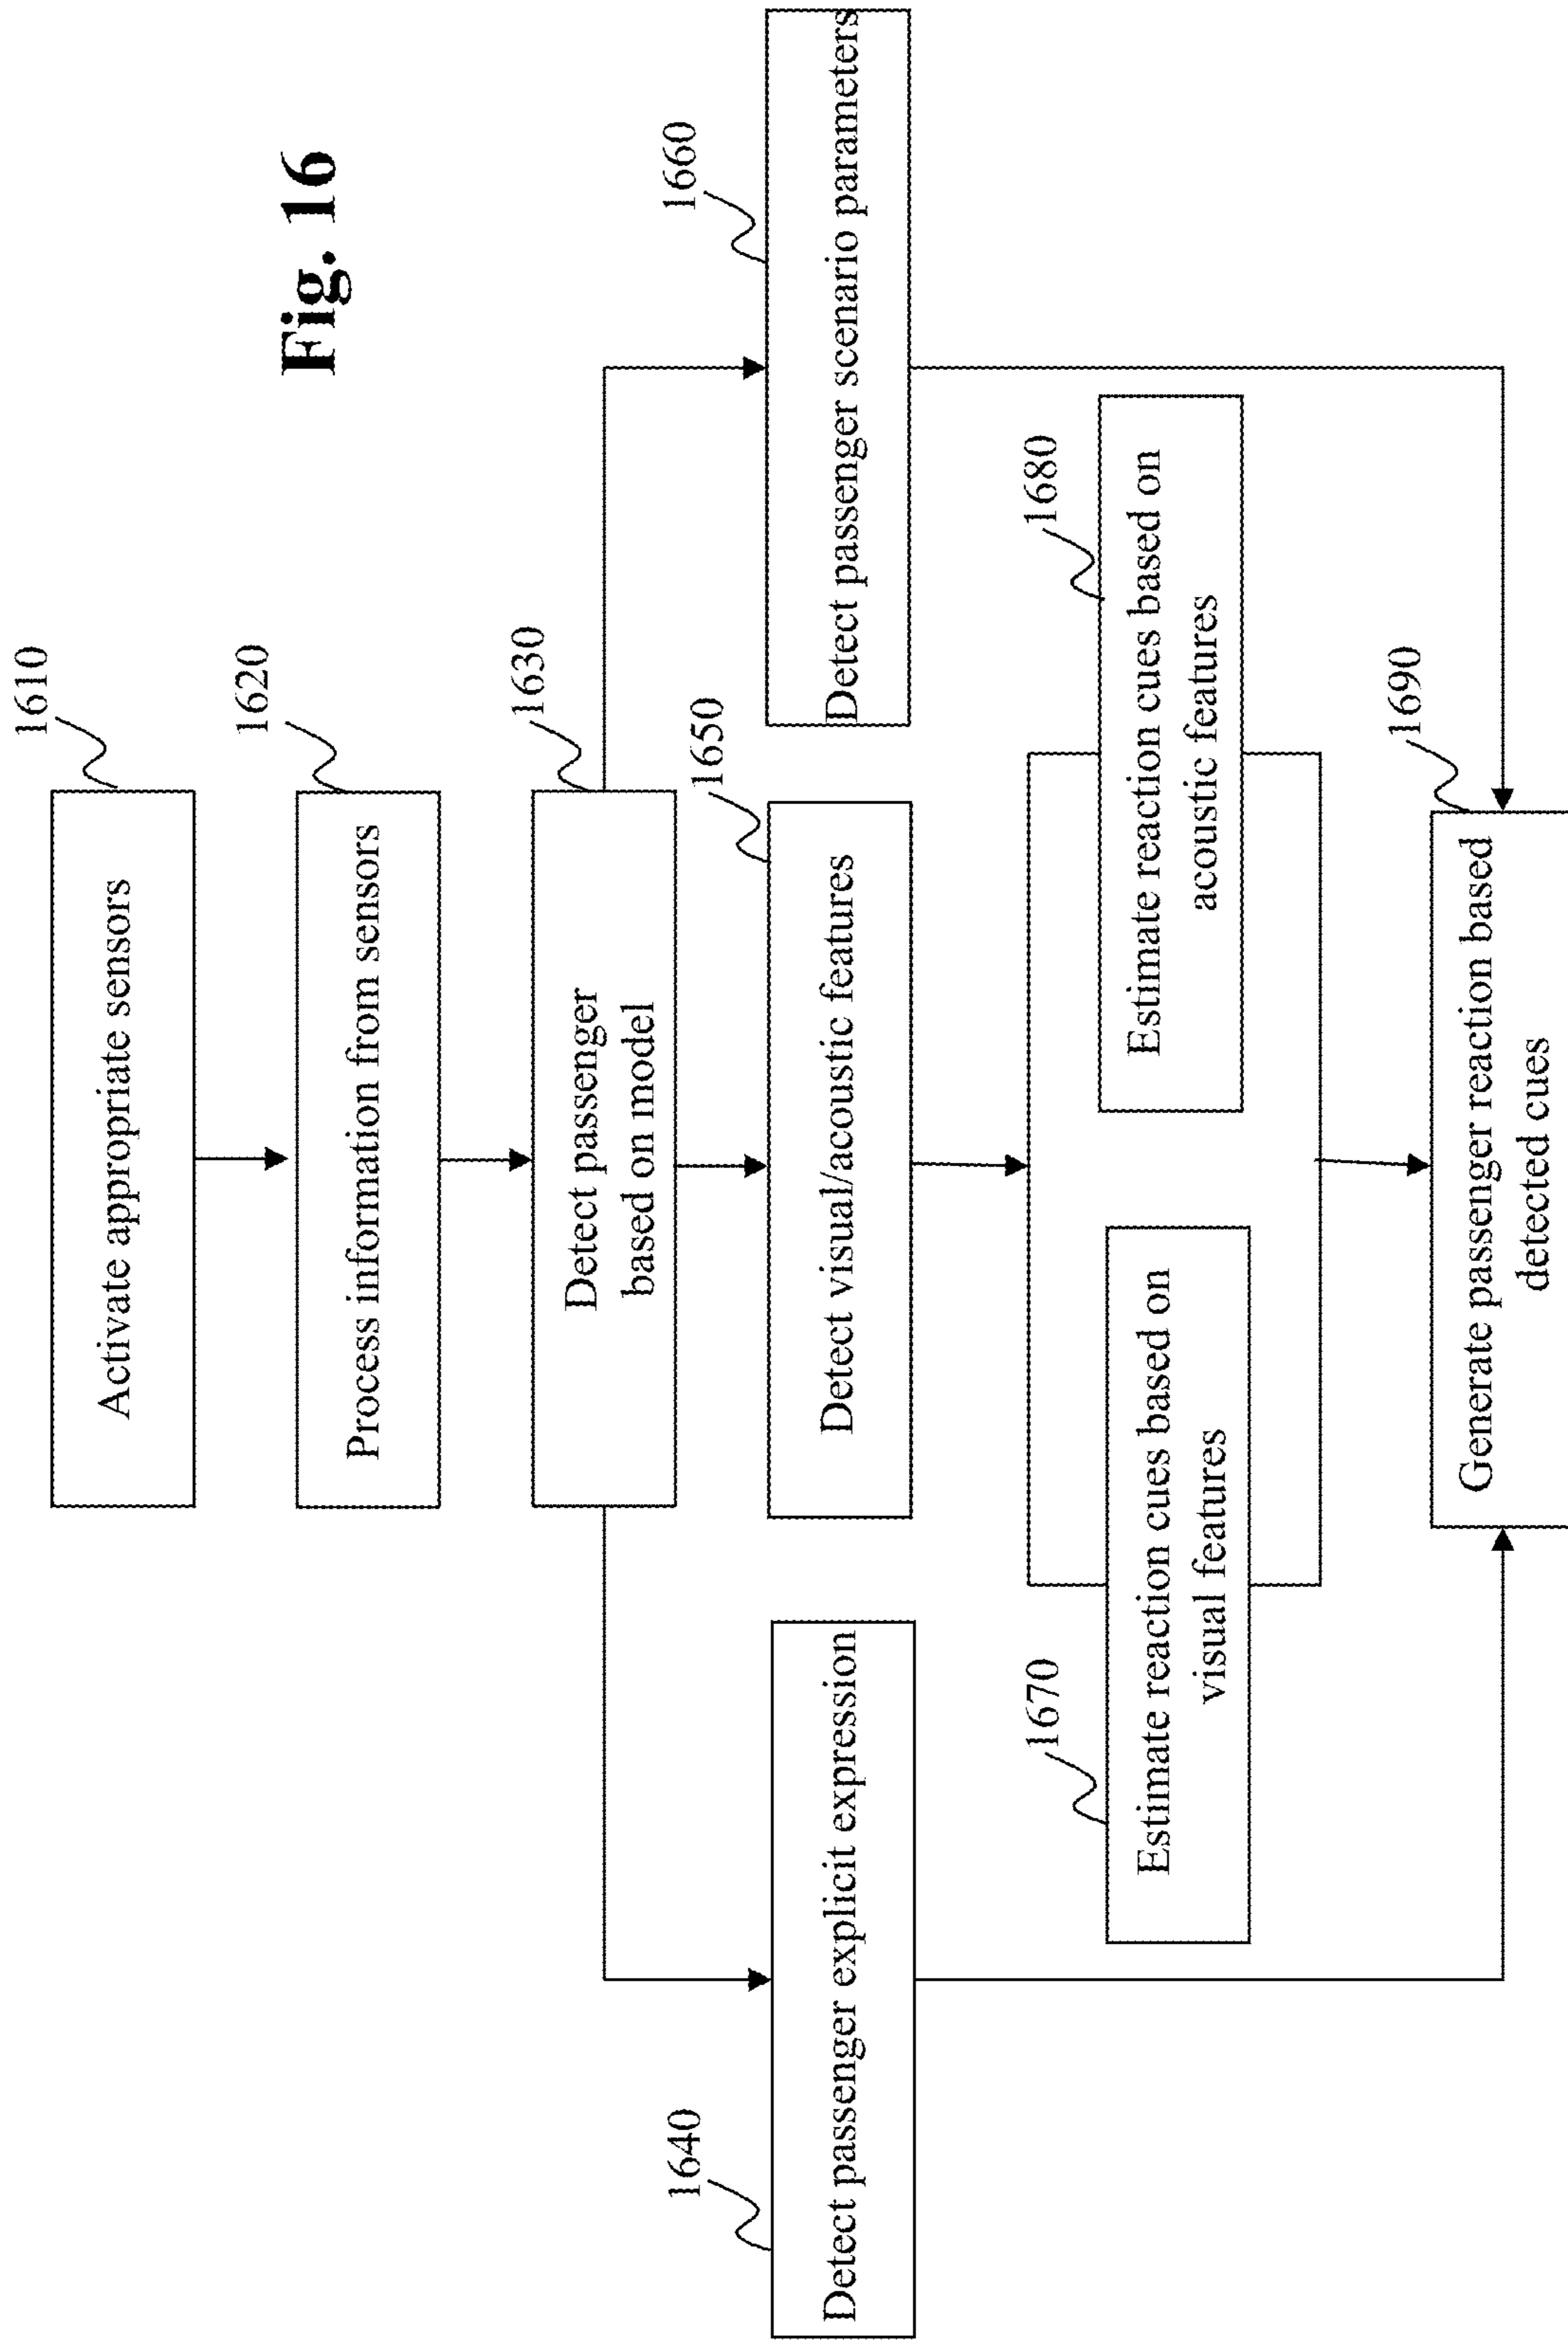 Fig. 16
1610
Activate appropriate sensors
1620
Process information from sensors
1630
Detect passenger
based on model
1640
Detect passenger explicit expression
1650
Detect visual/acoustic features
1660
Detect passenger scenario parameters
1670
Estimate reaction cues based on
visual features
1680
Estimate reaction cues based on
acoustic features
1690
Generate passenger reaction based
detected cues